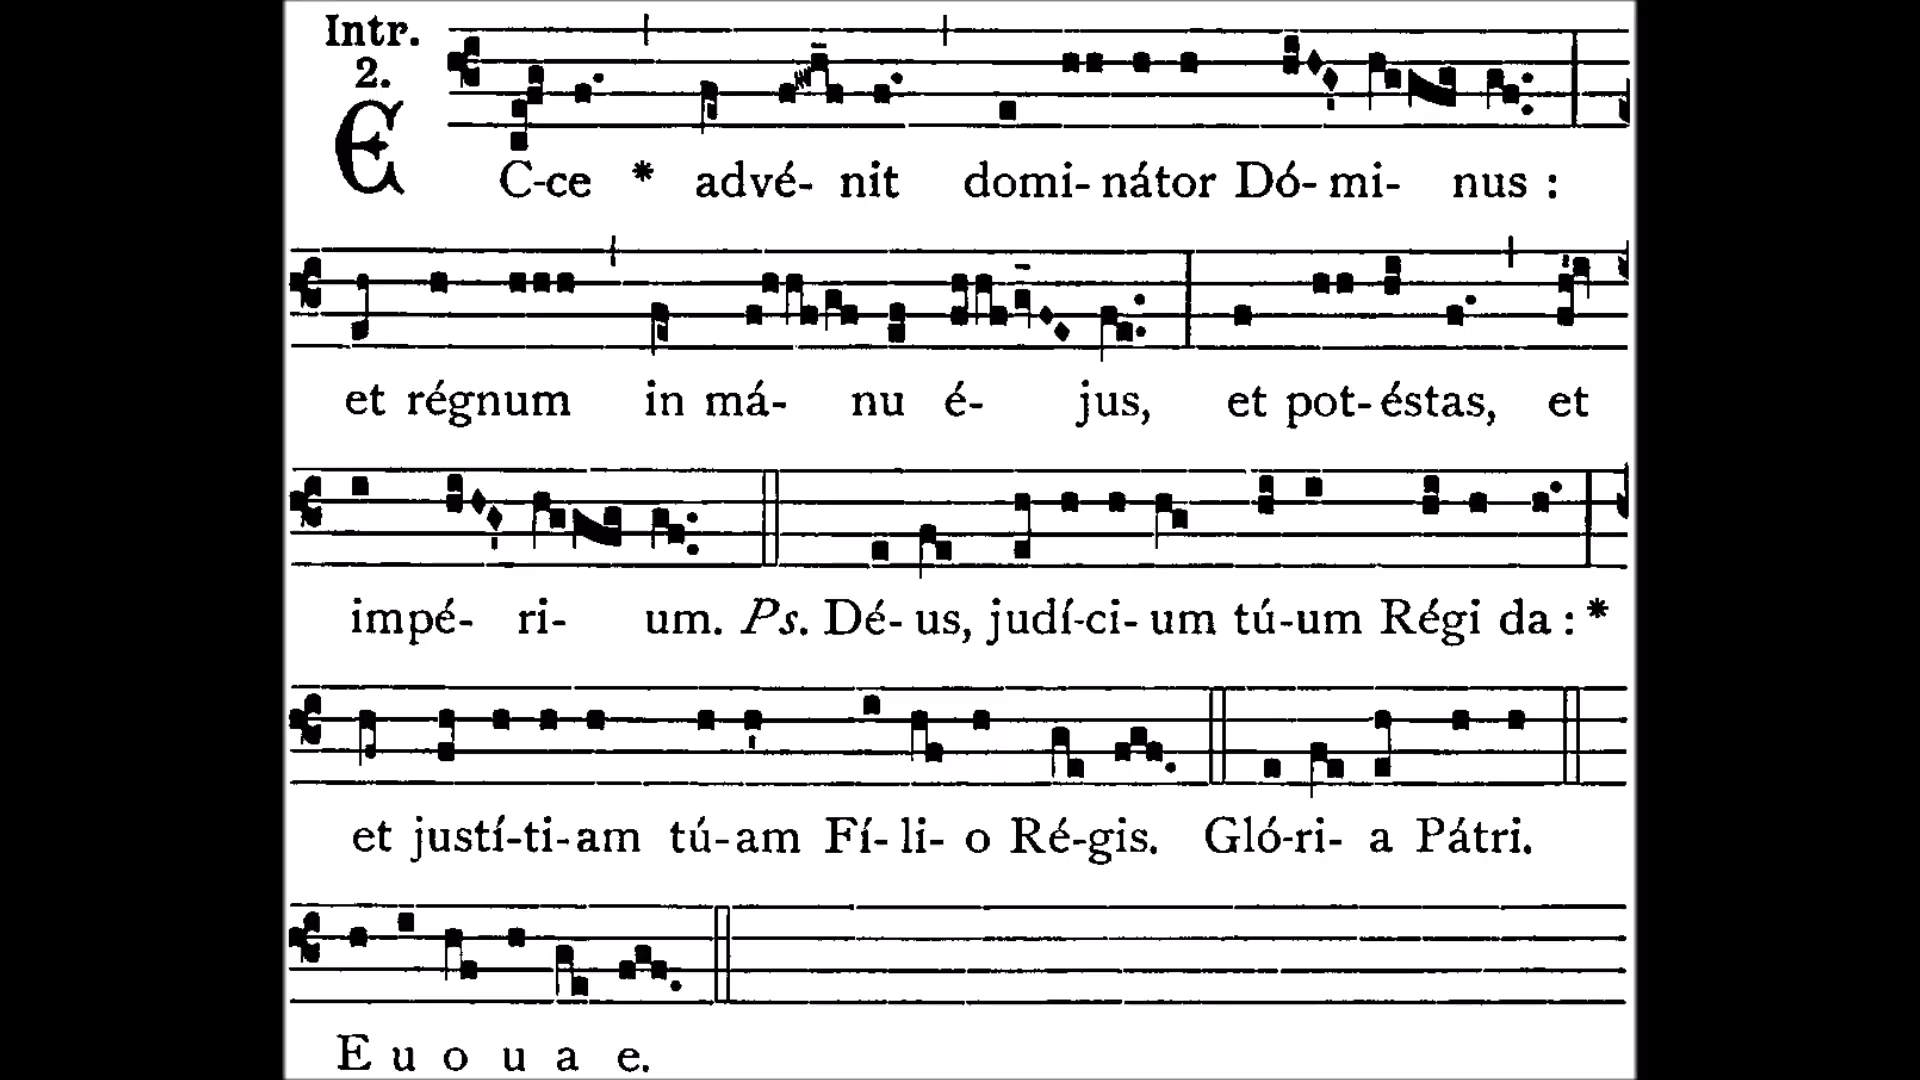 Intr.
2.
EC-ce * advé- nit domi- nátor Dó- mi- nus :
et régnum in má- nu é- jus, et pot- éstas, et
impé- ri- um. Ps. Dé- us, judí-ci- um tú-um Régi da : *
et justí-ti- am tú-am Fí- li- o Ré-gis. Gló-ri- a Pátri.
E u o u a e.